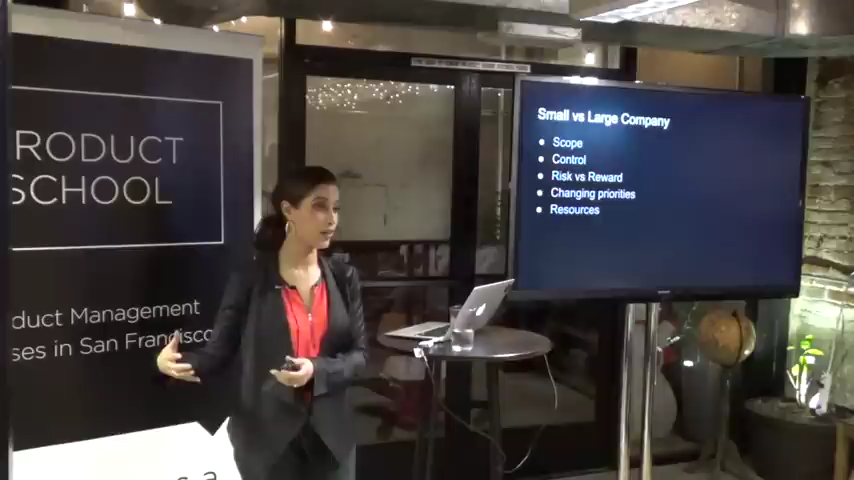 RODUCT
SCHOOL
duct Management
ses in San Francisco
Small vs Large Company
Scope
Control
Risk vs Reward
Changing priorities
Resources